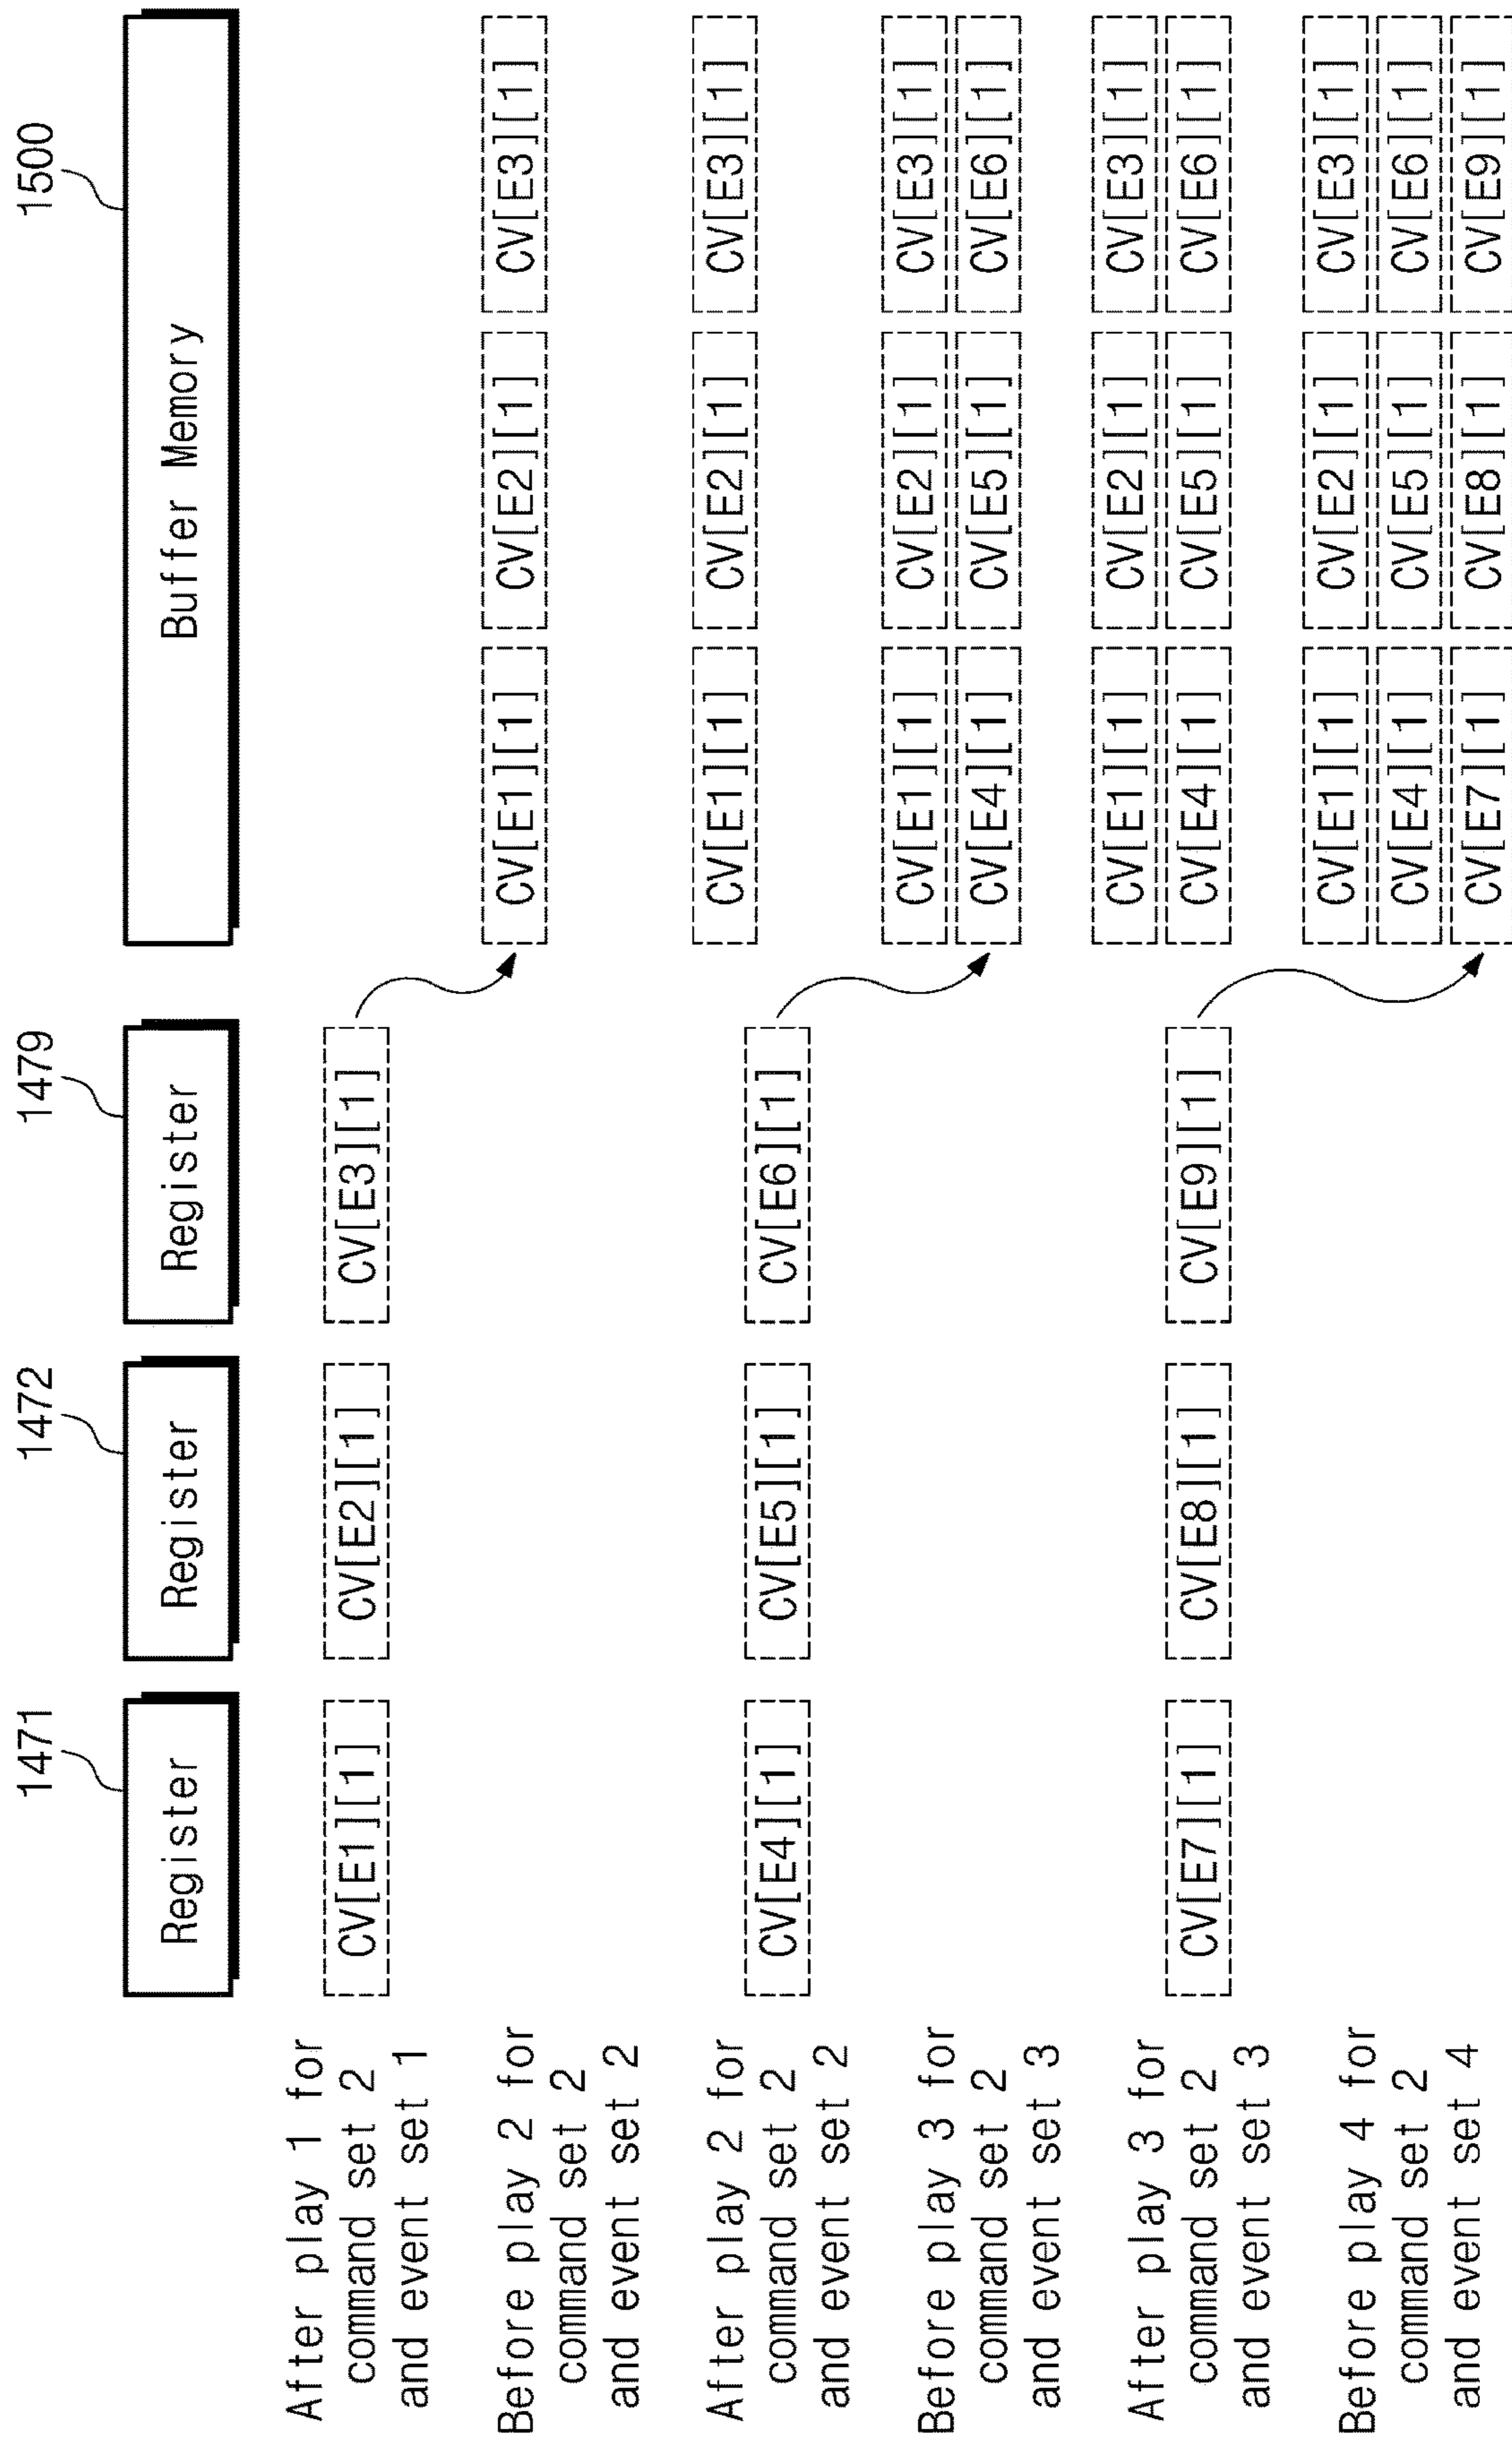 1471
1472
1479
1500
Register
Register
Register
Buffer Memory
After play 1 for
command set 2
and event set 1
CV[E1][1]
CV[E2][1]
CV[E3][1]
Before play 2 for
command set 2
and event set 2
CV[E1][1]
CV[E2][1]
CV[E3][1]
After play 2 for
command set 2
and event set 2
CV[E4][1]
CV[E5][1]
CV[E6][1]
CV[E1][1]
CV[E2][1]
CV[E3][1]
Before play 3 for
command set 2
and event set 3
CV[E1][1]
CV[E2][1]
CV[E3][1]
CV[E4][1]
CV[E5][1]
CV[E6][1]
After play 3 for
command set 2
and event set 3
CV[E7][1]
CV[E8][1]
CV[E9][1]
CV[E1][1]
CV[E2][1]
CV[E3][1]
CV[E4][1]
CV[E5][1]
CV[E6][1]
Before play 4 for
command set 2
and event set 4
CV[E1][1]
CV[E2][1]
CV[E3][1]
CV[E4][1]
CV[E5][1]
CV[E6][1]
CV[E7][1]
CV[E8][1]
CV[E9][1]